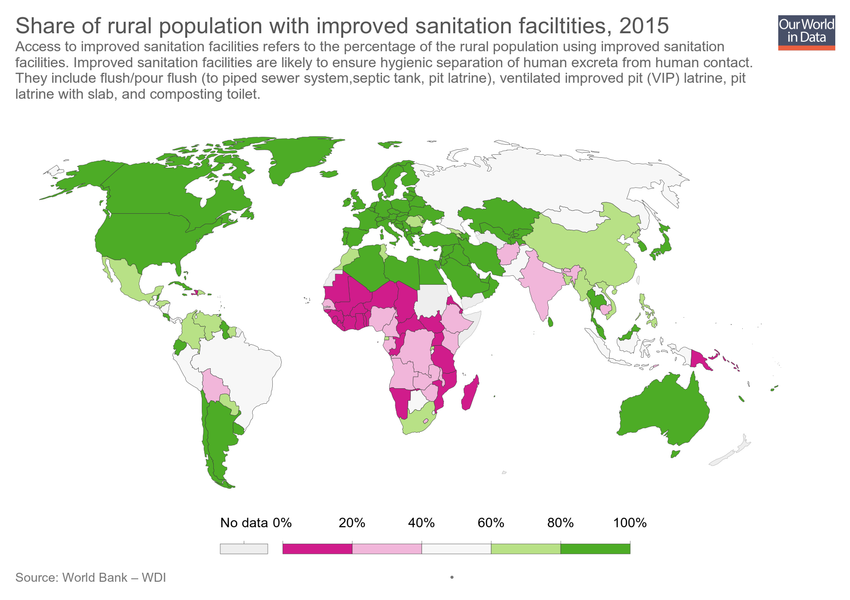 Share of rural population with improved sanitation faciltities, 2015
Our World
in Data
Access to improved sanitation facilities refers to the percentage of the rural population using improved sanitation
facilities. Improved sanitation facilities are likely to ensure hygienic separation of human excreta from human contact.
They include flush/pour flush (to piped sewer system,septic tank, pit latrine), ventilated improved pit (VIP) latrine, pit
latrine with slab, and composting toilet.
No data 0% 20% 40% 60% 80% 100%
Source: World Bank – WDI •